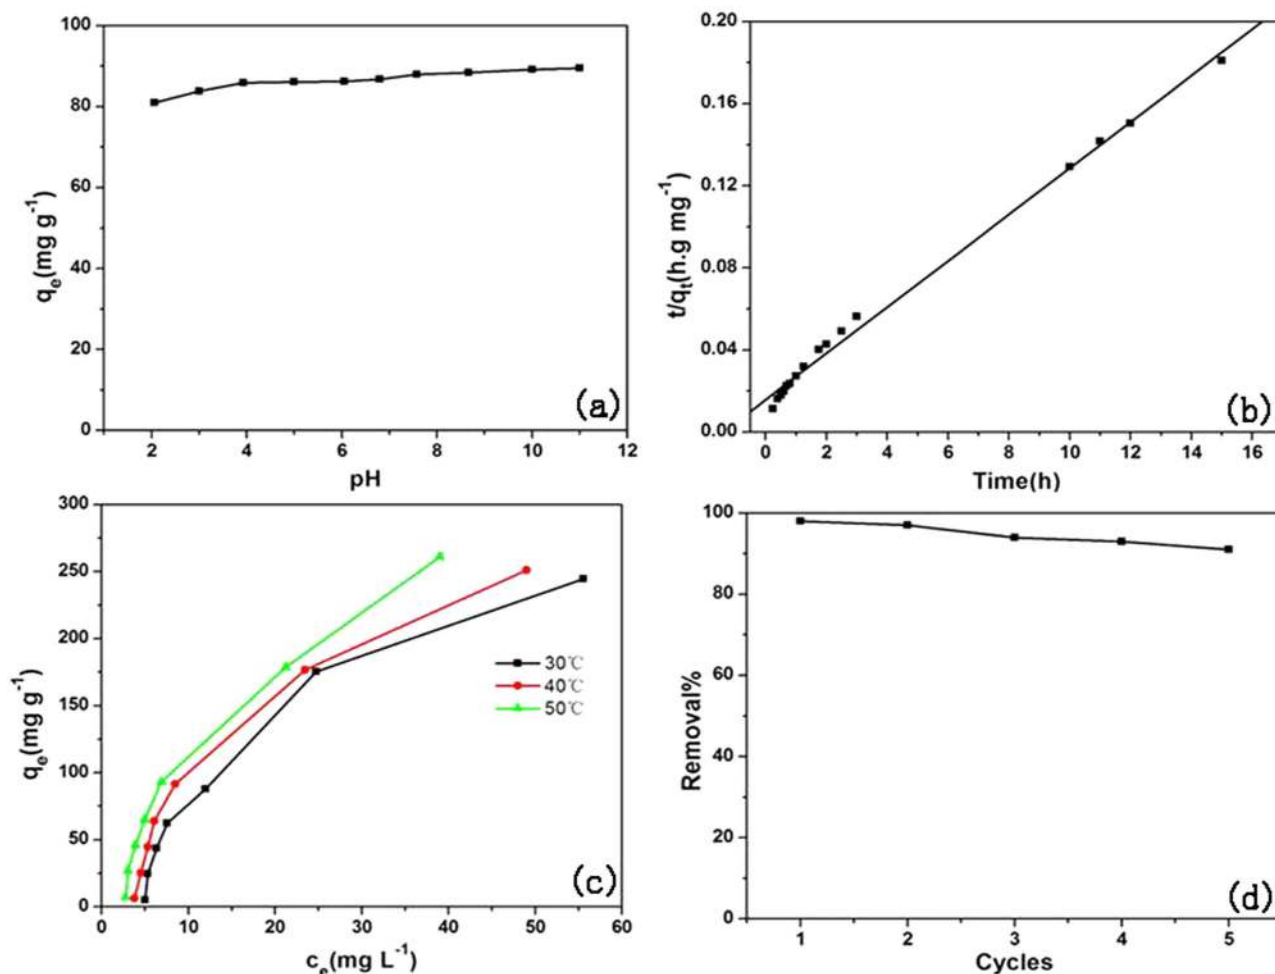 100
80
60
40
20
0
qe(mg g-1)
2 4 6 8 10 12
pH
(a)
0.20
0.16
0.12
0.08
0.04
0.00
t/qt(h.g mg-1)
0 2 4 6 8 10 12 14 16
Time(h)
(b)
300
250
200
150
100
50
0
qe(mg g-1)
30℃
40℃
50℃
0 10 20 30 40 50 60
ce(mg L-1)
(c)
100
80
60
40
20
0
Removal%
1 2 3 4 5
Cycles
(d)